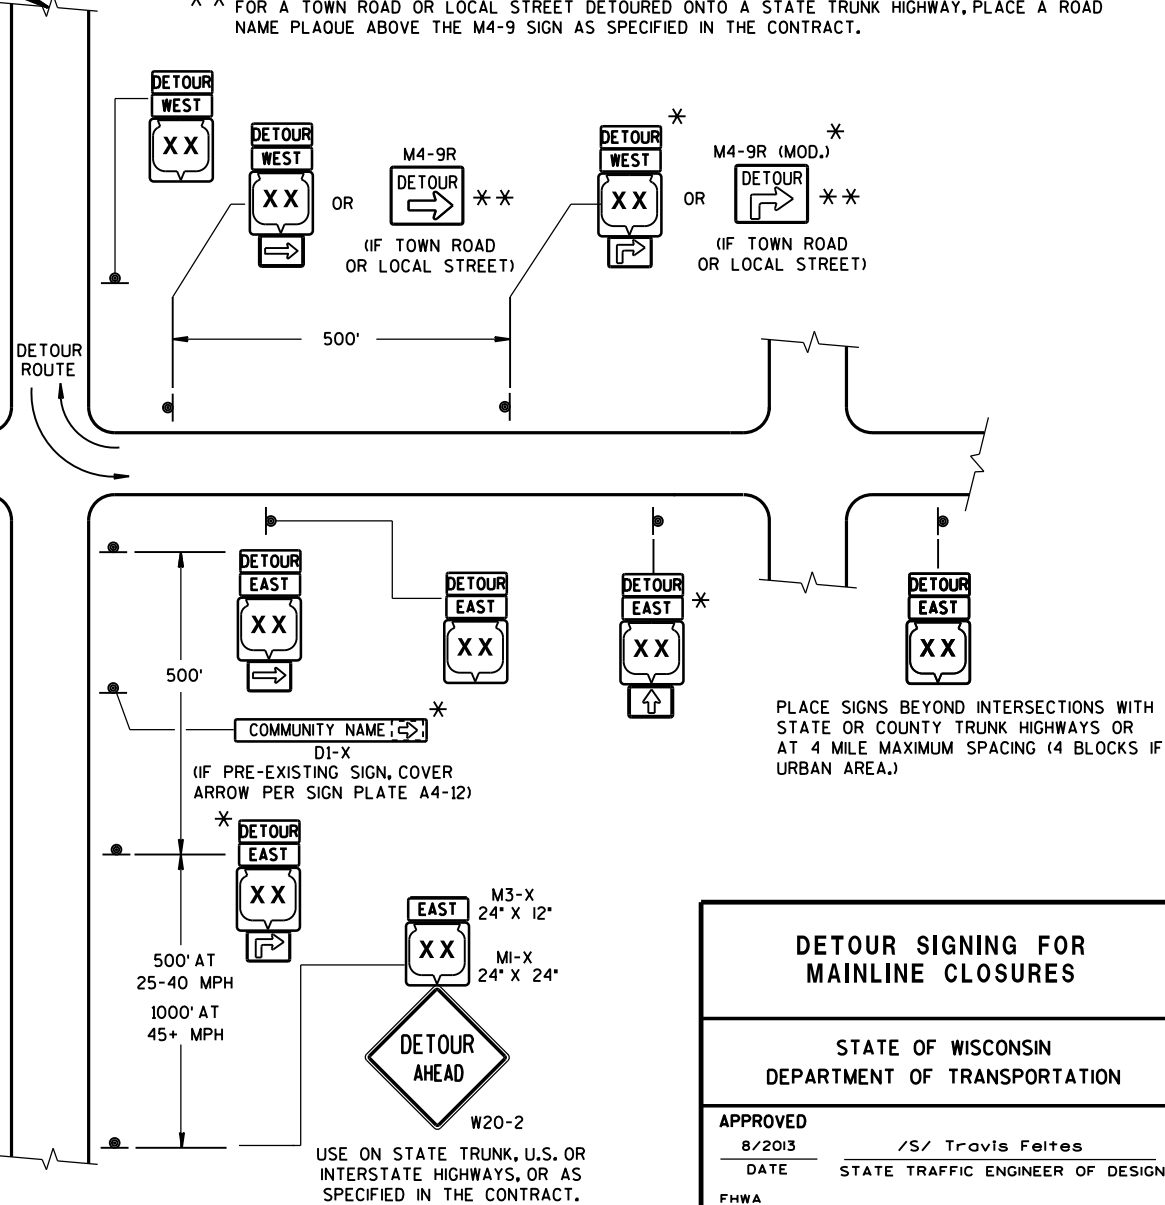 ** FOR A TOWN ROAD OR LOCAL STREET DETOURED ONTO A STATE TRUNK HIGHWAY, PLACE A ROAD
NAME PLAQUE ABOVE THE M4-9 SIGN AS SPECIFIED IN THE CONTRACT.
DETOUR
WEST
XX
DETOUR
WEST
XX
OR
M4-9R
DETOUR
**
(IF TOWN ROAD
OR LOCAL STREET)
*
DETOUR
WEST
XX
OR
*
M4-9R (MOD.)
DETOUR
**
(IF TOWN ROAD
OR LOCAL STREET)
500'
DETOUR
ROUTE
DETOUR
EAST
XX
DETOUR
EAST
XX
DETOUR
EAST
*
XX
DETOUR
EAST
XX
500'
PLACE SIGNS BEYOND INTERSECTIONS WITH
STATE OR COUNTY TRUNK HIGHWAYS OR
AT 4 MILE MAXIMUM SPACING (4 BLOCKS IF
URBAN AREA.)
COMMUNITY NAME
*
D1-X
(IF PRE-EXISTING SIGN, COVER
ARROW PER SIGN PLATE A4-12)
*
DETOUR
EAST
XX
500' AT
25-40 MPH
1000' AT
45+ MPH
EAST
M3-X
24" X 12"
XX
M1-X
24" X 24"
DETOUR
AHEAD
W20-2
USE ON STATE TRUNK, U.S. OR
INTERSTATE HIGHWAYS, OR AS
SPECIFIED IN THE CONTRACT.
DETOUR SIGNING FOR
MAINLINE CLOSURES
STATE OF WISCONSIN
DEPARTMENT OF TRANSPORTATION
APPROVED
8/2013
/S/ Travis Feltes
DATE
STATE TRAFFIC ENGINEER OF DESIGN
FHWA